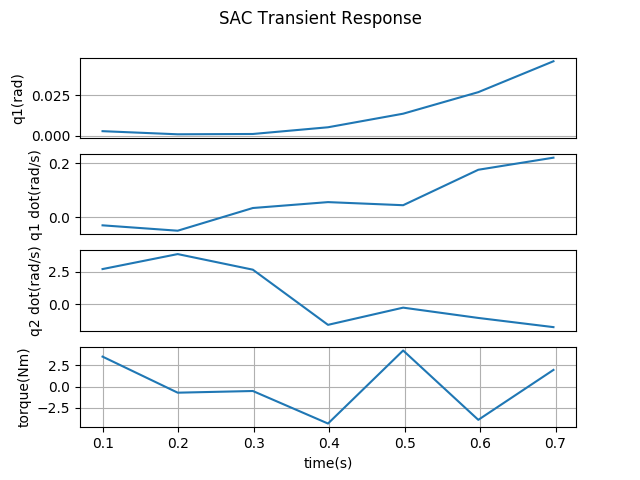 SAC Transient Response
q1(rad)
0.025
0.000
q1 dot(rad/s)
0.2
0.0
q2 dot(rad/s)
2.5
0.0
torque(Nm)
2.5
0.0
−2.5
0.1 0.2 0.3 0.4 0.5 0.6 0.7
time(s)